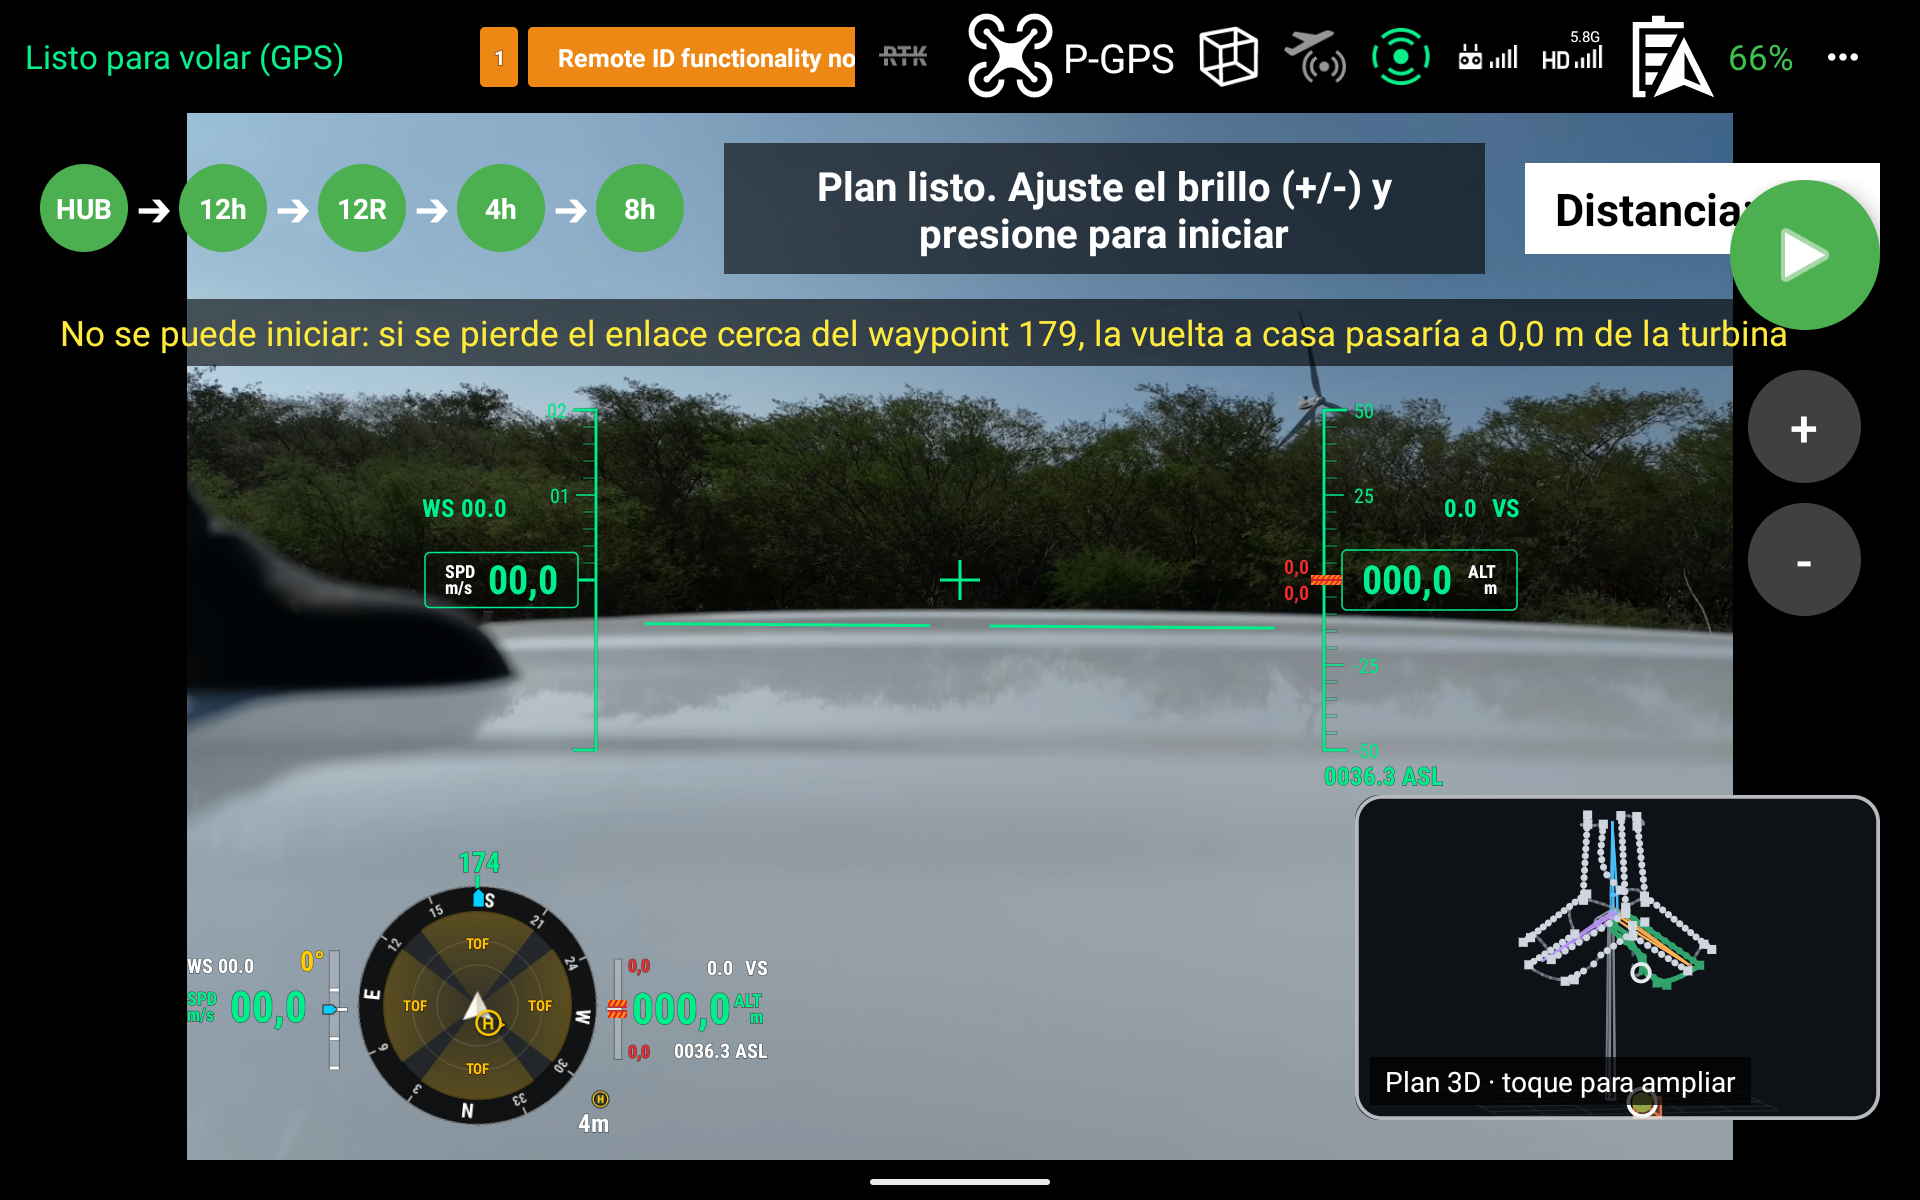 Listo para volar (GPS)
1
Remote ID functionality no
RTK
P-GPS
5.8G
HD
66%
HUB
12h
12R
4h
8h
Plan listo. Ajuste el brillo (+/-) y
presione para iniciar
Distancia:
No se puede iniciar: si se pierde el enlace cerca del waypoint 179, la vuelta a casa pasaría a 0,0 m de la turbina
+
-
02
01
WS 00.0
SPD
m/s
00,0
50
25
0.0 VS
0,0
0,0
000,0
ALT
m
-25
-50
0036.3 ASL
174
S
21
24
W
30
33
N
3
6
E
12
15
TOF
TOF
TOF
TOF
H
WS 00.0
0°
SPD
m/s
00,0
0,0
0.0 VS
000,0
ALT
m
0,0
0036.3 ASL
H
4m
Plan 3D · toque para ampliar